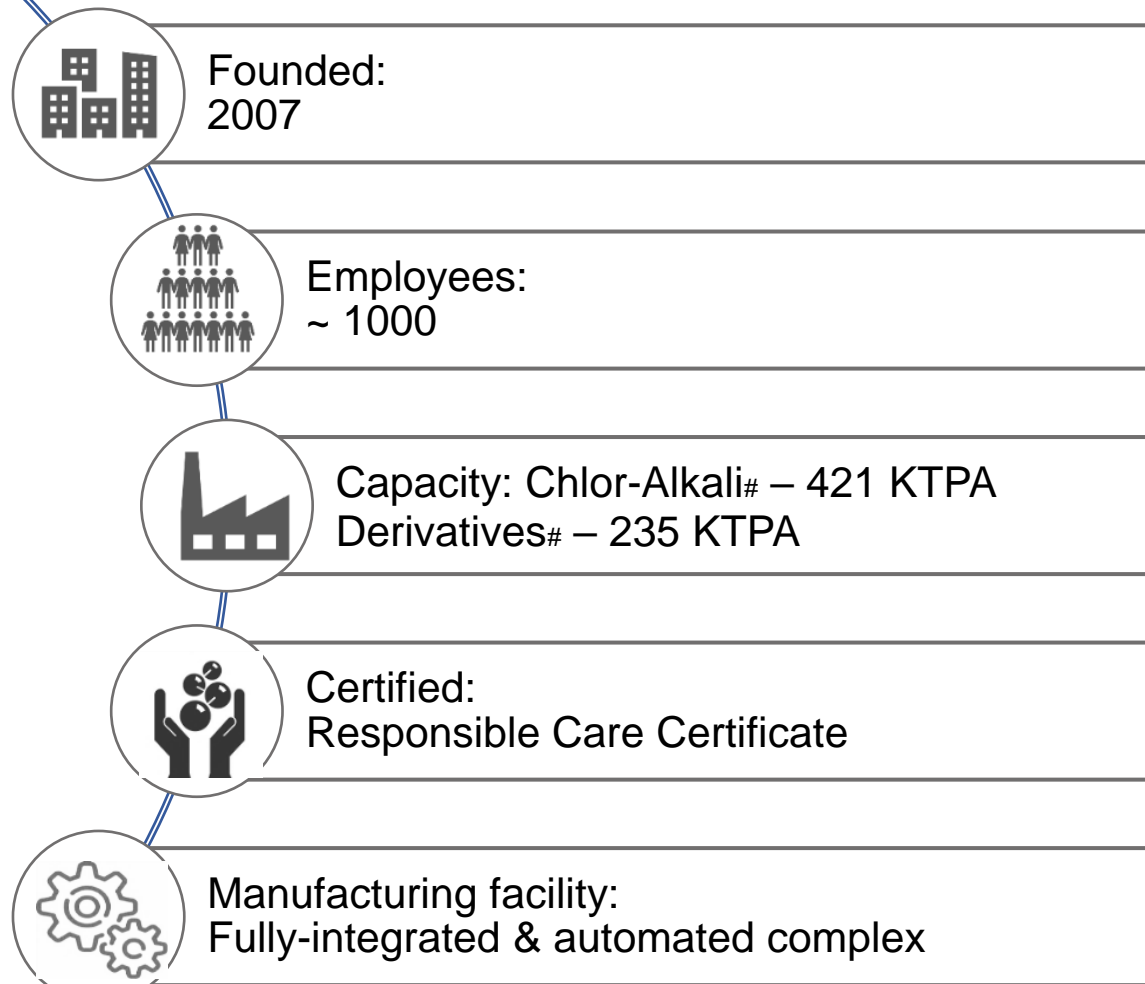 Founded:
2007
Employees:
~ 1000
Capacity: Chlor-Alkali# – 421 KTPA
Derivatives# – 235 KTPA
Certified:
Responsible Care Certificate
Manufacturing facility:
Fully-integrated & automated complex